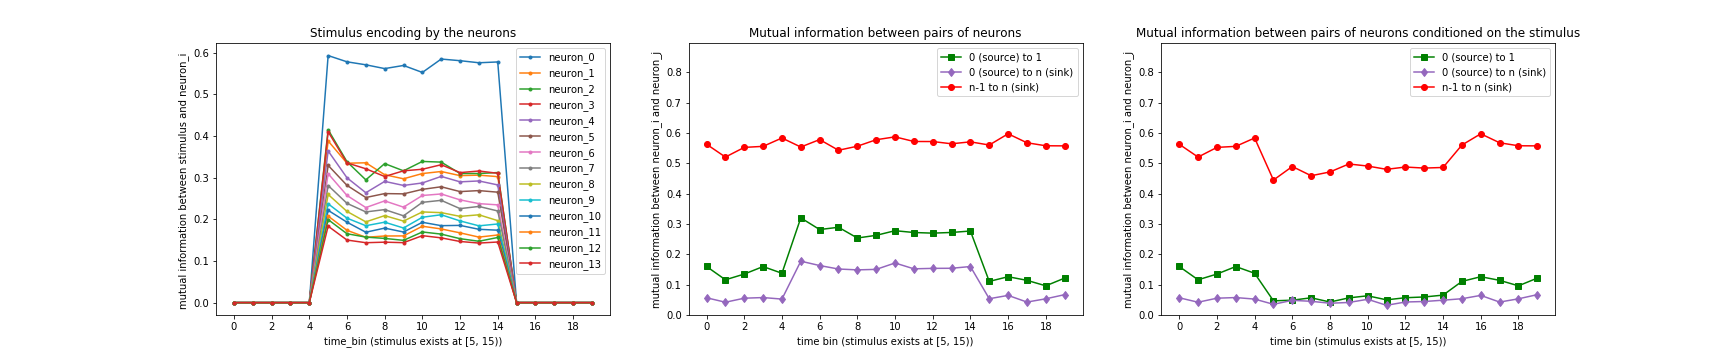 Stimulus encoding by the neurons
mutual information between stimulus and neuron_i
0.6
0.5
0.4
0.3
0.2
0.1
0.0
neuron_0
neuron_1
neuron_2
neuron_3
neuron_4
neuron_5
neuron_6
neuron_7
neuron_8
neuron_9
neuron_10
neuron_11
neuron_12
neuron_13
0 2 4 6 8 10 12 14 16 18
time_bin (stimulus exists at [5, 15))
Mutual information between pairs of neurons
mutual information between neuron_i and neuron_j
0.8
0.7
0.6
0.5
0.4
0.3
0.2
0.1
0.0
0 (source) to 1
0 (source) to n (sink)
n-1 to n (sink)
0 2 4 6 8 10 12 14 16 18
time bin (stimulus exists at [5, 15))
Mutual information between pairs of neurons conditioned on the stimulus
mutual information between neuron_i and neuron_j
0.8
0.7
0.6
0.5
0.4
0.3
0.2
0.1
0.0
0 (source) to 1
0 (source) to n (sink)
n-1 to n (sink)
0 2 4 6 8 10 12 14 16 18
time bin (stimulus exists at [5, 15))